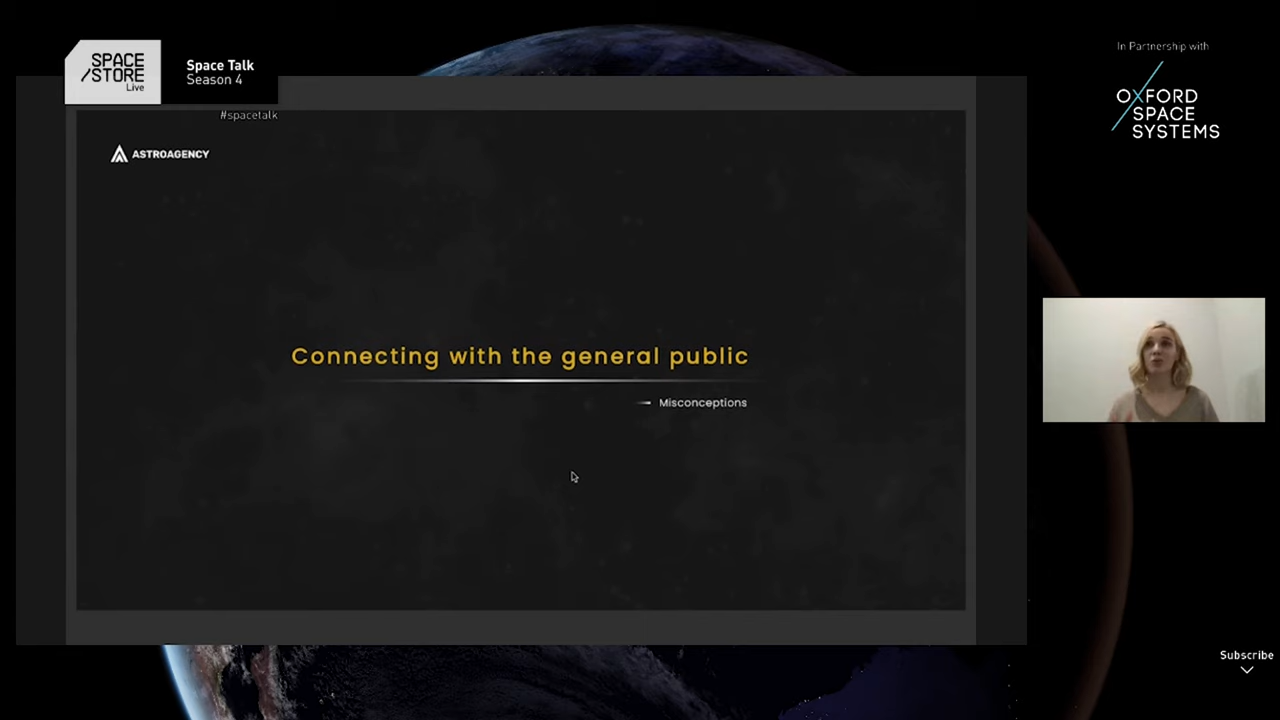 SPACE
/STORE
Live
Space Talk
Season 4
#spacetalk
ASTROAGENCY
Connecting with the general public
Misconceptions
In Partnership with
OXFORD
SPACE
SYSTEMS
Subscribe